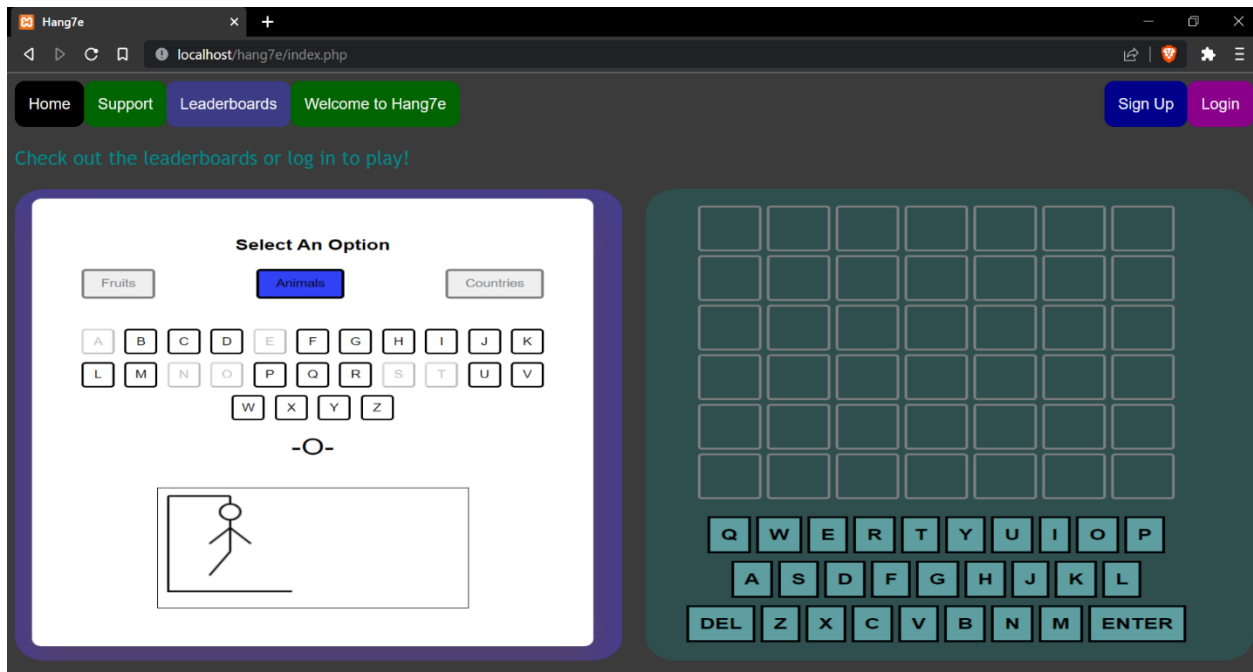 Hang7e
localhost/hang7e/index.php
Home Support Leaderboards Welcome to Hang7e Sign Up Login
Check out the leaderboards or log in to play!
Select An Option
Fruits Animals Countries
A B C D E F G H I J K
L M N O P Q R S T U V
W X Y Z
-O-
Q W E R T Y U I O P
A S D F G H J K L
DEL Z X C V B N M ENTER